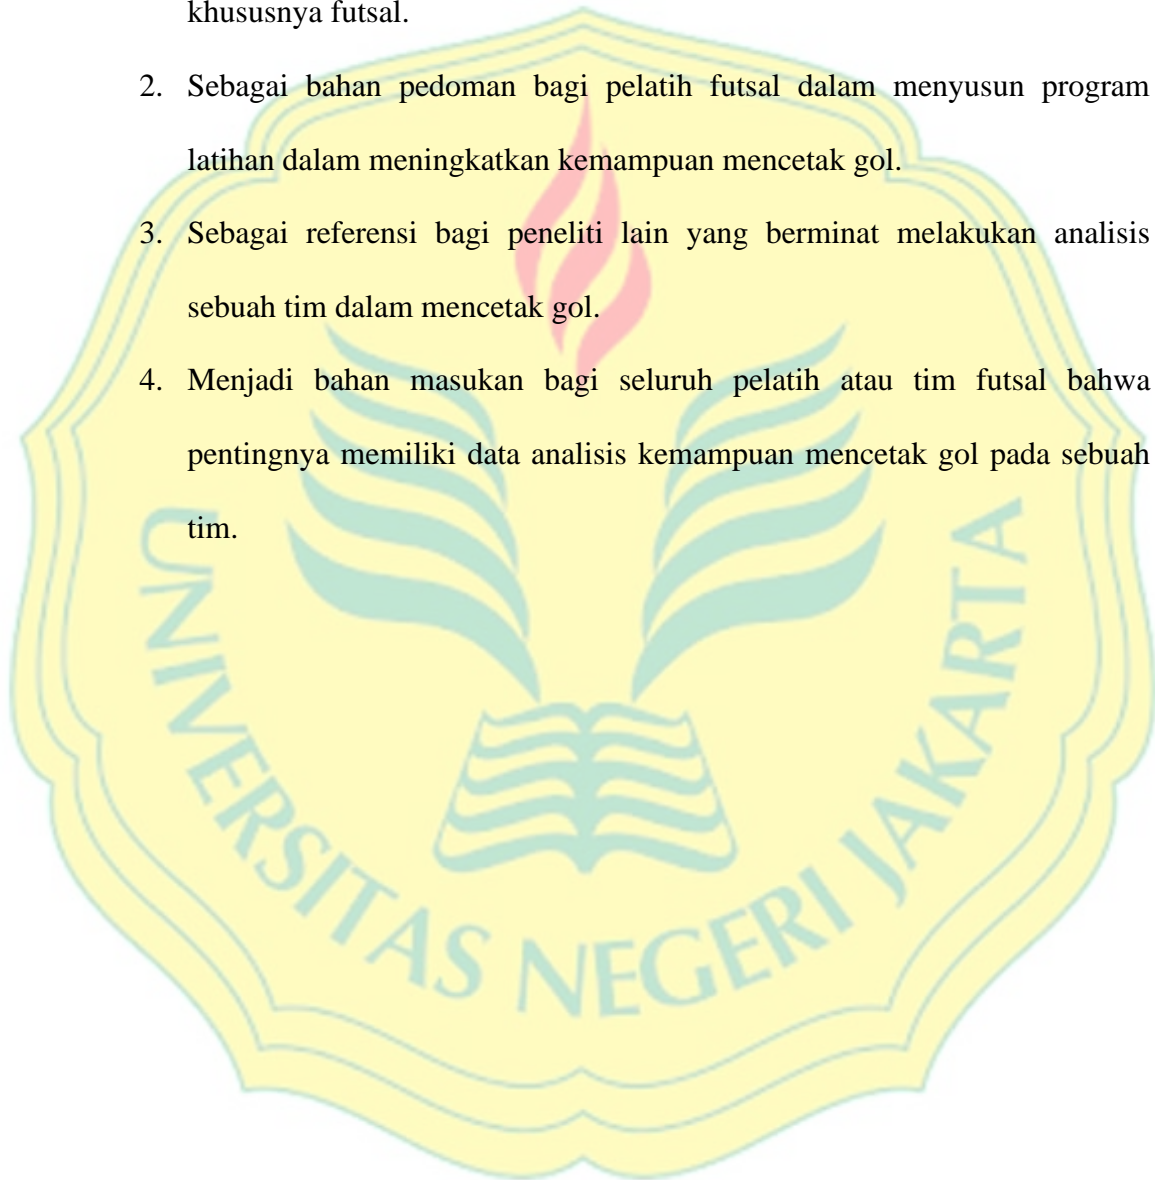 khususnya futsal.
2. Sebagai bahan pedoman bagi pelatih futsal dalam menyusun program
latihan dalam meningkatkan kemampuan mencetak gol.
3. Sebagai referensi bagi peneliti lain yang berminat melakukan analisis
sebuah tim dalam mencetak gol.
4. Menjadi bahan masukan bagi seluruh pelatih atau tim futsal bahwa
pentingnya memiliki data analisis kemampuan mencetak gol pada sebuah
tim.
UNIVERSITAS NEGERI JAKARTA